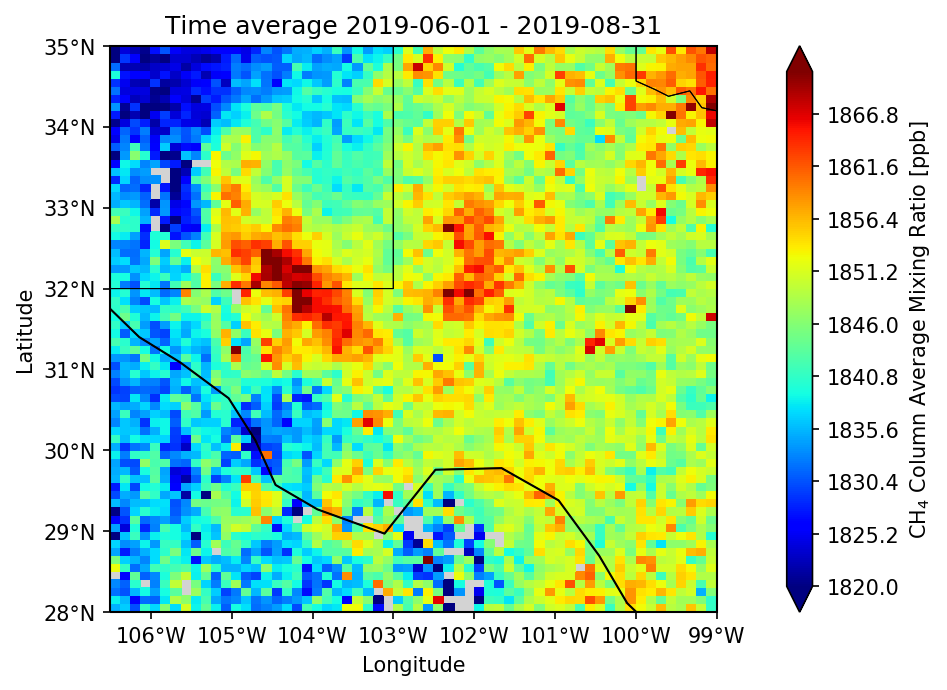 Time average 2019-06-01 - 2019-08-31
35°N
34°N
33°N
32°N
31°N
30°N
29°N
28°N
Latitude
106°W 105°W 104°W 103°W 102°W 101°W 100°W 99°W
Longitude
1866.8
1861.6
1856.4
1851.2
1846.0
1840.8
1835.6
1830.4
1825.2
1820.0
CH₄ Column Average Mixing Ratio [ppb]